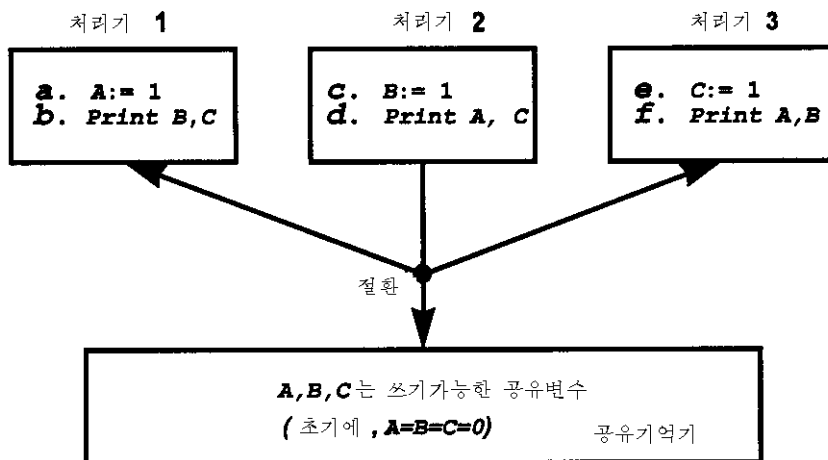 처리기 1
처리기 2
처리기 3
a. A:= 1
b. Print B,C
c. B:= 1
d. Print A, C
e. C:= 1
f. Print A,B
절환
A,B,C는 쓰기가능한 공유변수
( 초기에 , A=B=C=0)
공유기억기